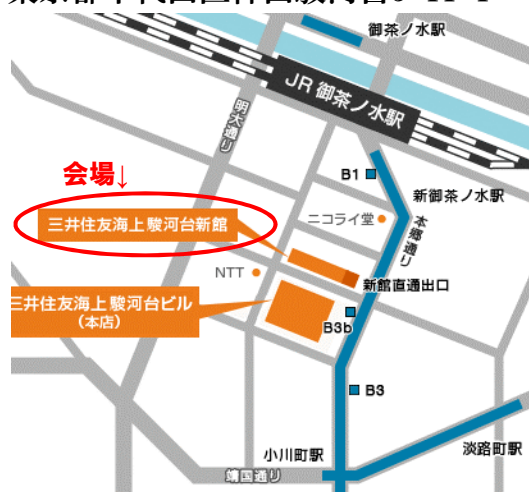 御茶ノ水駅
JR 御茶ノ水駅
明大通り
会場↓
B1
新御茶ノ水駅
三井住友海上駿河台新館
ニコライ堂
本郷通り
NTT
新館直通出口
三井住友海上駿河台ビル
(本店)
B3b
B3
小川町駅
淡路町駅
靖国通り